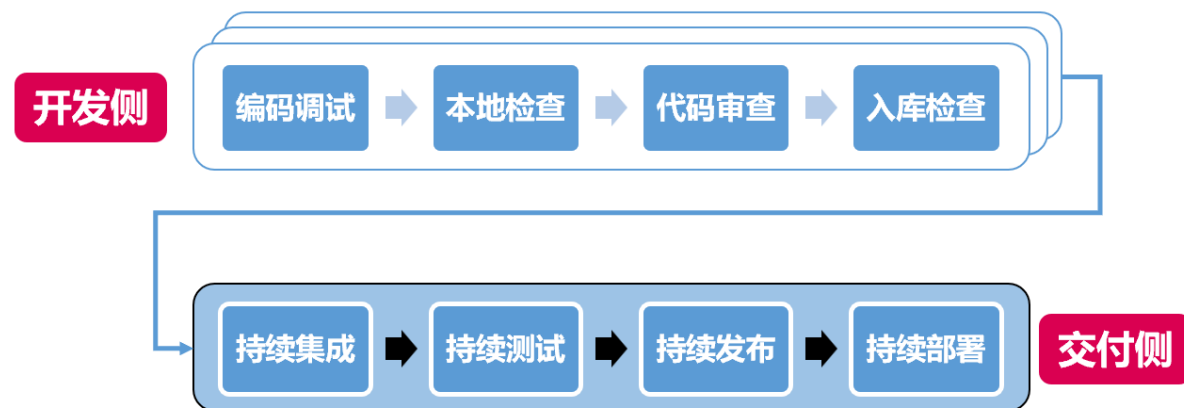 开发侧
编码调试
本地检查
代码审查
入库检查
持续集成
持续测试
持续发布
持续部署
交付侧